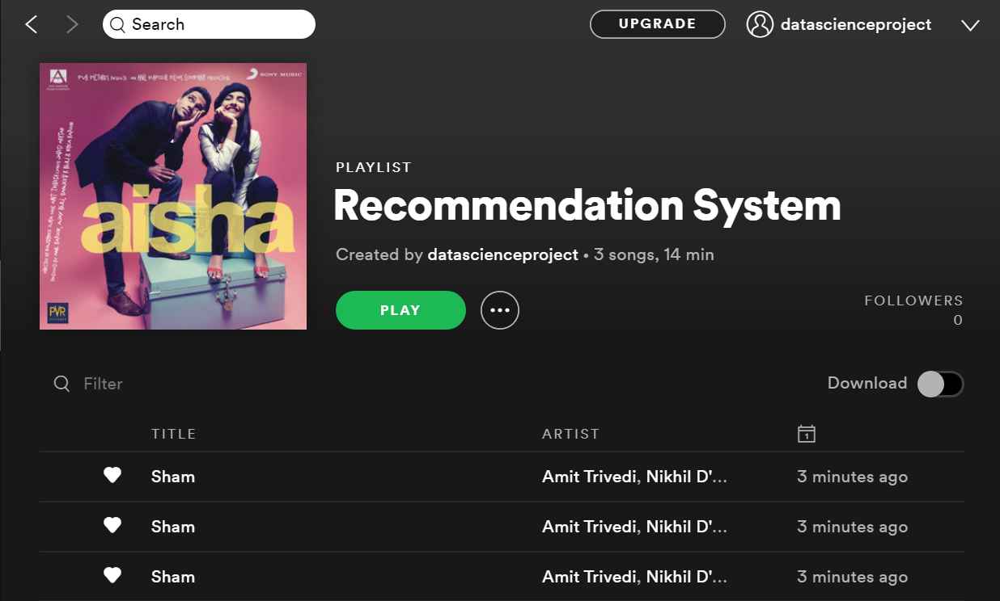 Search
UPGRADE
datascienceproject
PVR PICTURES PRESENTS AN ANIL KAPOOR FILMS COMPANY PRODUCTION
SONY MUSIC
aisha
PVR
PICTURES
PLAYLIST
Recommendation System
Created by datascienceproject • 3 songs, 14 min
PLAY
FOLLOWERS
0
Filter
Download
TITLE ARTIST 1
Sham Amit Trivedi, Nikhil D'... 3 minutes ago
Sham Amit Trivedi, Nikhil D'... 3 minutes ago
Sham Amit Trivedi, Nikhil D'... 3 minutes ago